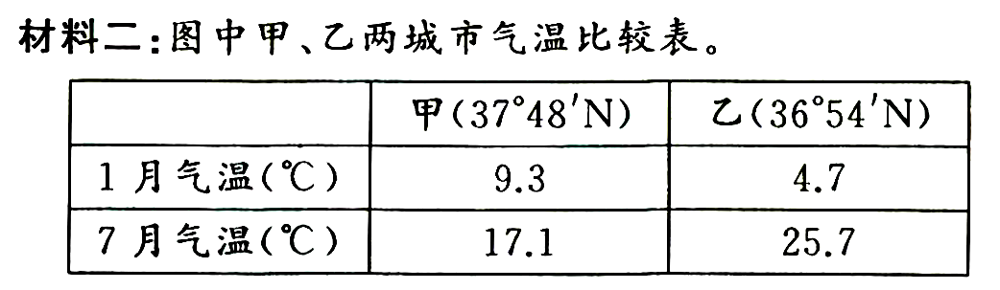 材料二:图中甲、乙两城市气温比较表。
甲(37°48′N) 乙(36°54′N)
1月气温(℃) 9.3 4.7
7月气温(℃) 17.1 25.7